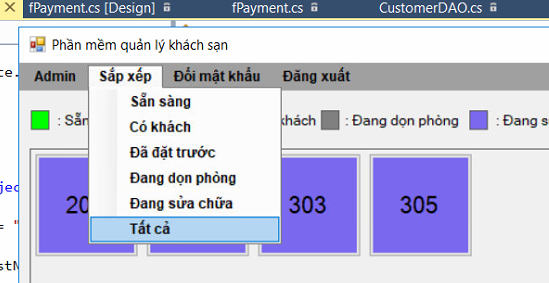 fPayment.cs [Design]
fPayment.cs
CustomerDAO.cs
Phần mềm quản lý khách sạn
Admin
Sắp xếp
Đổi mật khẩu
Đăng xuất
: Sẵn
khách
: Đang dọn phòng
: Đang s
Sẵn sàng
Có khách
Đã đặt trước
Đang dọn phòng
Đang sửa chữa
Tất cả
20
303
305
ce.
jec
= "
stN